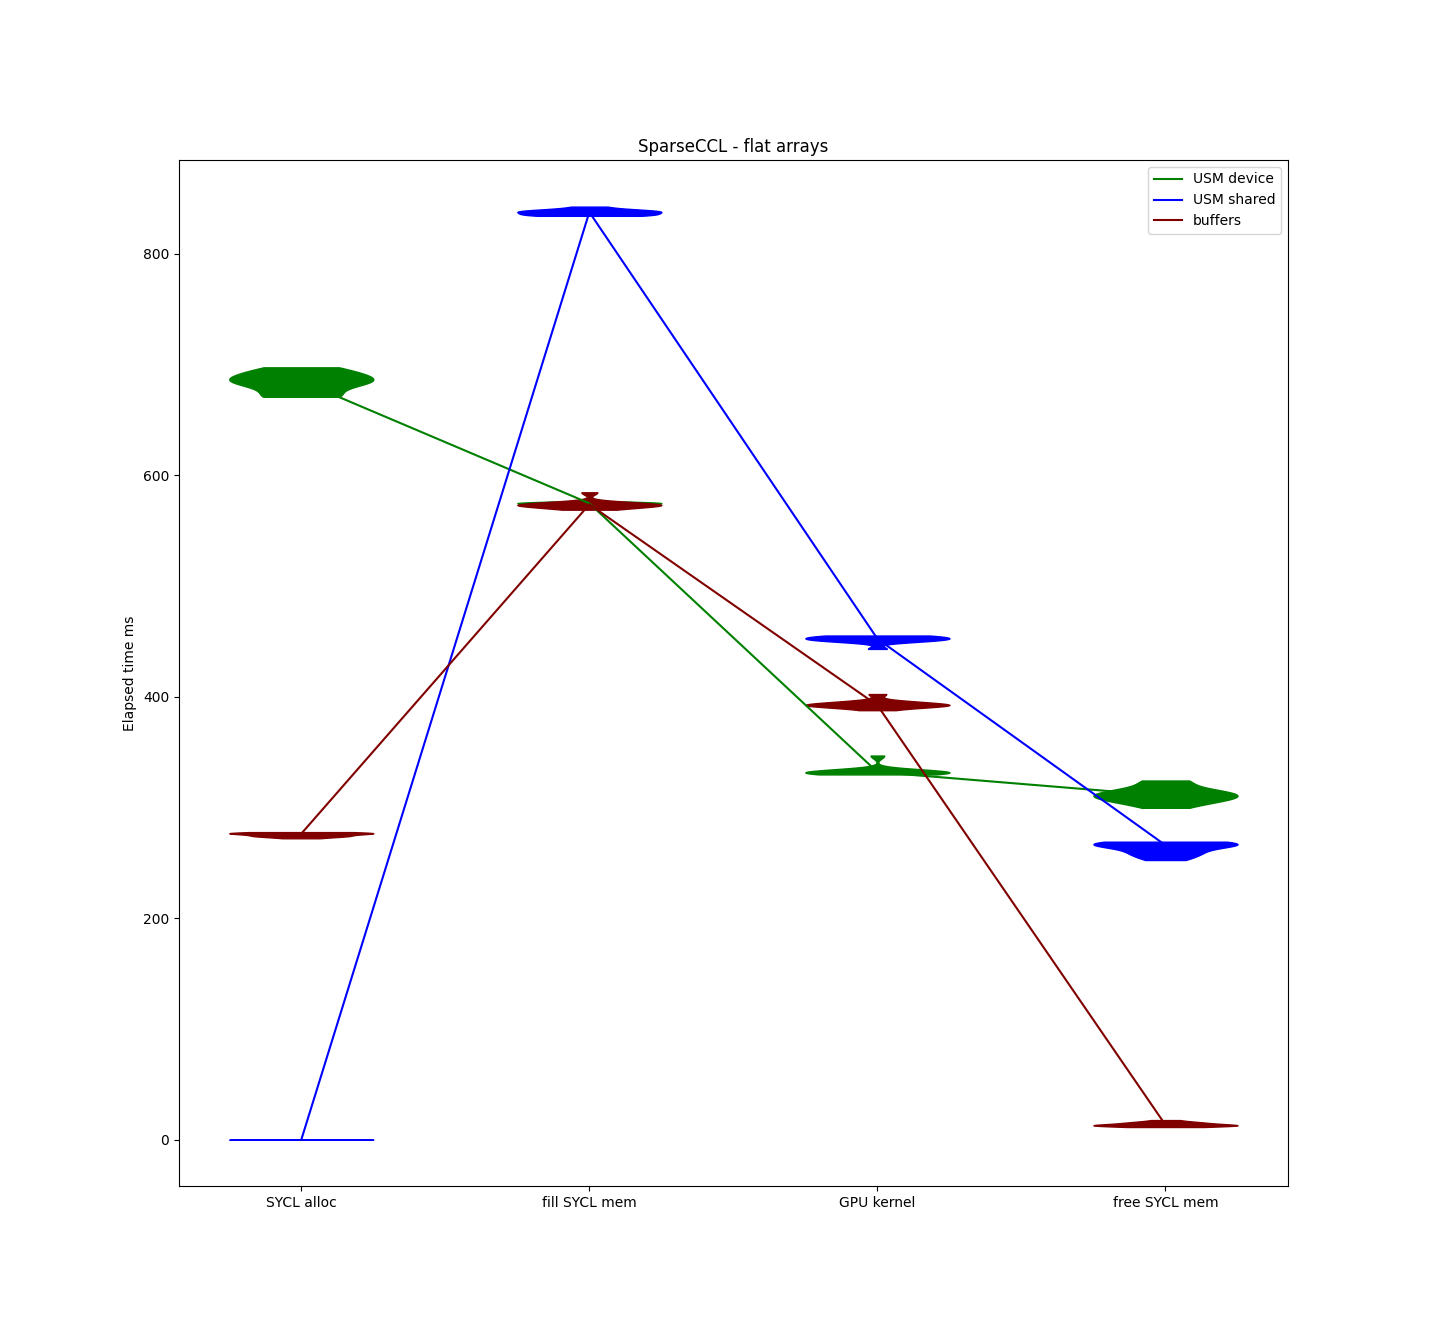 SparseCCL - flat arrays
USM device
USM shared
buffers
Elapsed time ms
800
600
400
200
0
SYCL alloc
fill SYCL mem
GPU kernel
free SYCL mem